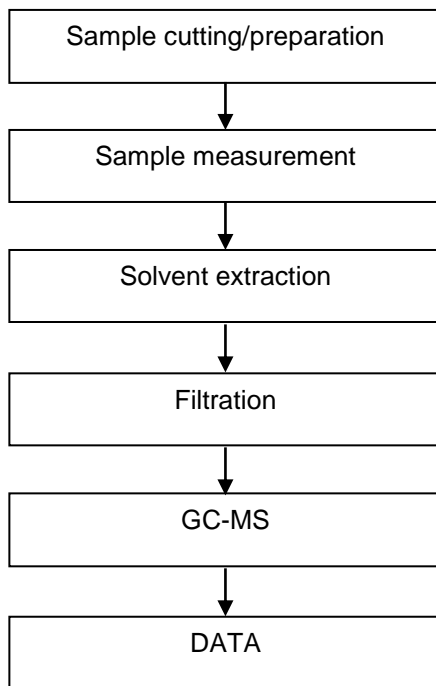 Sample cutting/preparation
Sample measurement
Solvent extraction
Filtration
GC-MS
DATA